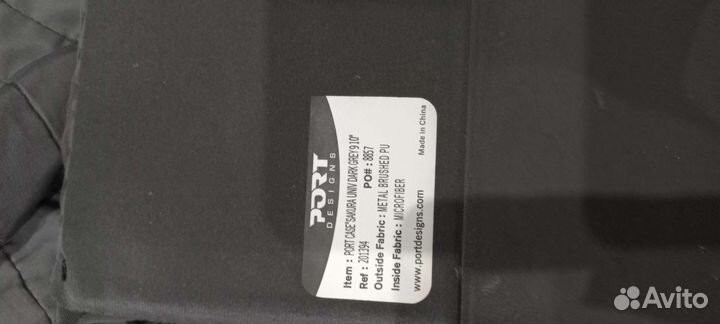 PORT
DESIGNS
Item : PORT CASE"SAKURA UNIV DARK GREY 9 10"
Ref : 201394 PO# : 8857
Outside Fabric : METAL BRUSHED PU
Inside Fabric : MICROFIBER
www.portdesigns.com Made in China
Avito